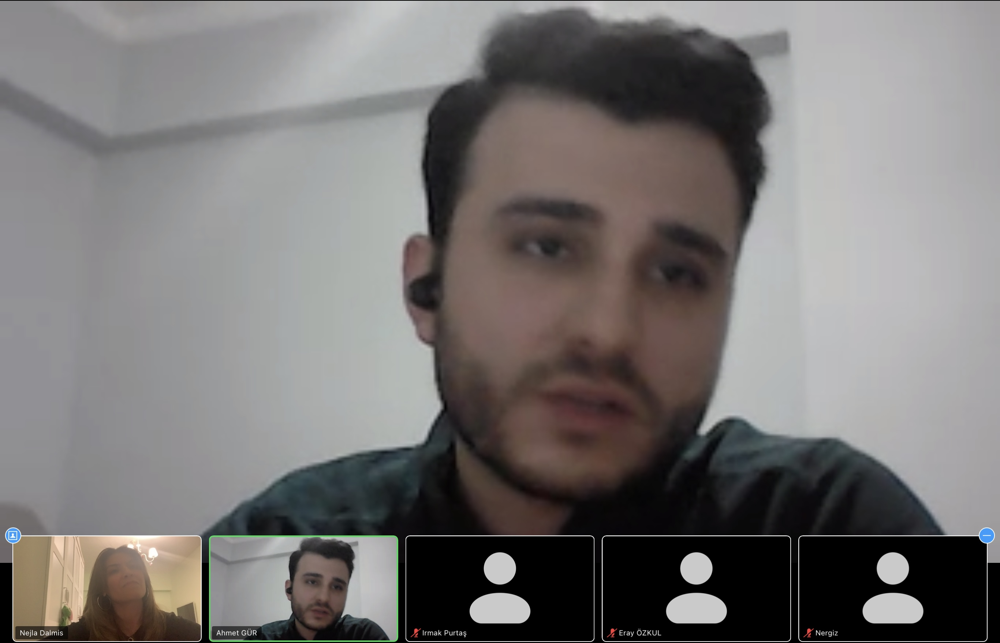 Nejla Dalmis
Ahmet GÜR
Irmak Purtaş
Eray ÖZKUL
Nergiz